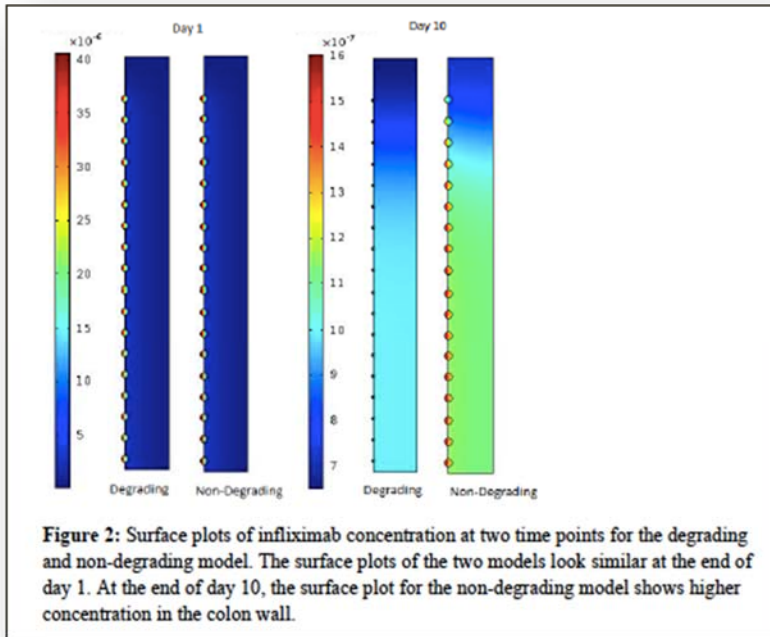 Day 1
Day 10
×10⁻⁶
×10⁻⁷
40
35
30
25
20
15
10
5
16
15
14
13
12
11
10
9
8
7
Degrading
Non-Degrading
Degrading
Non-Degrading
Figure 2: Surface plots of infliximab concentration at two time points for the degrading
and non-degrading model. The surface plots of the two models look similar at the end of
day 1. At the end of day 10, the surface plot for the non-degrading model shows higher
concentration in the colon wall.